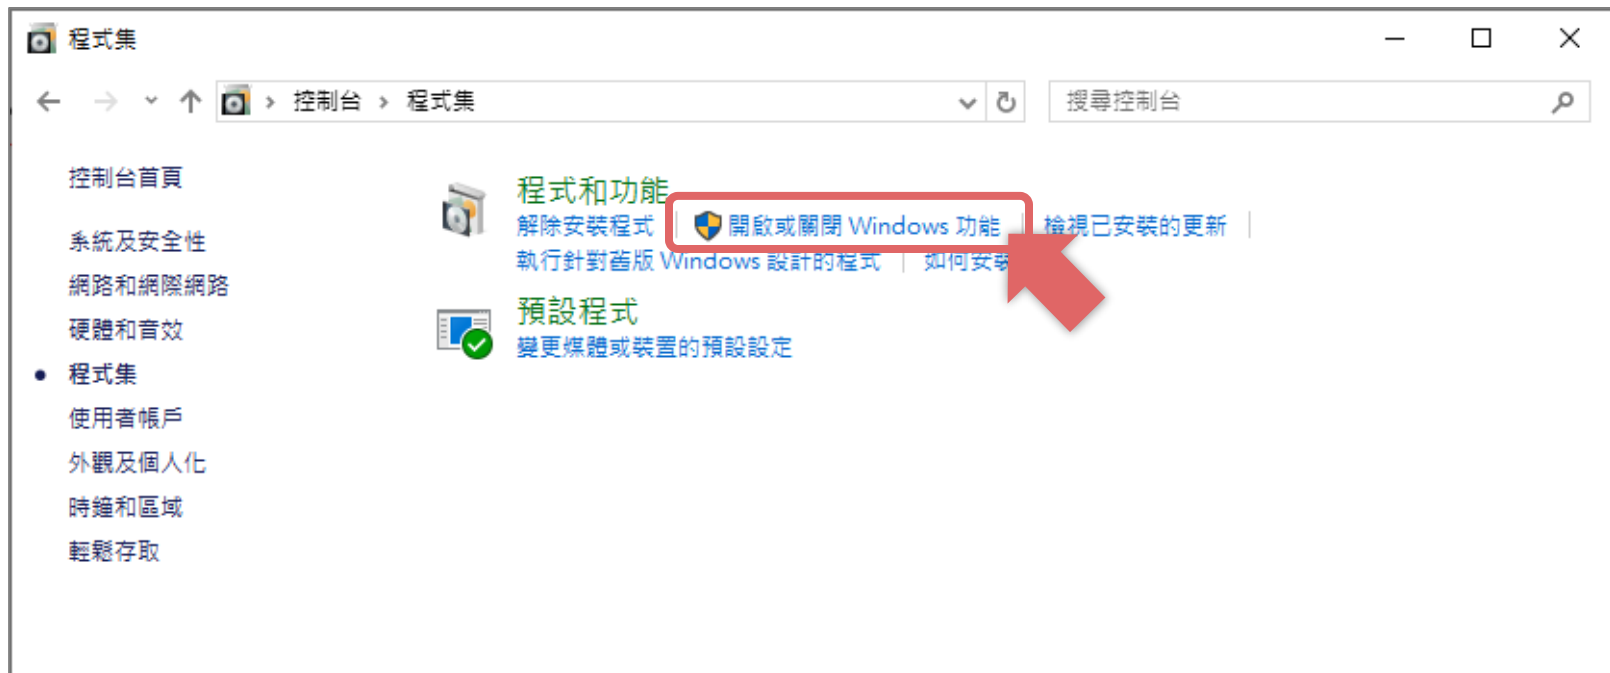 程式集
控制台 > 程式集
搜尋控制台
控制台首頁
系統及安全性
網路和網際網路
硬體和音效
程式集
使用者帳戶
外觀及個人化
時鐘和區域
輕鬆存取
程式和功能
解除安裝程式 開啟或關閉 Windows 功能 檢視已安裝的更新
執行針對舊版 Windows 設計的程式 如何安裝
預設程式
變更媒體或裝置的預設設定